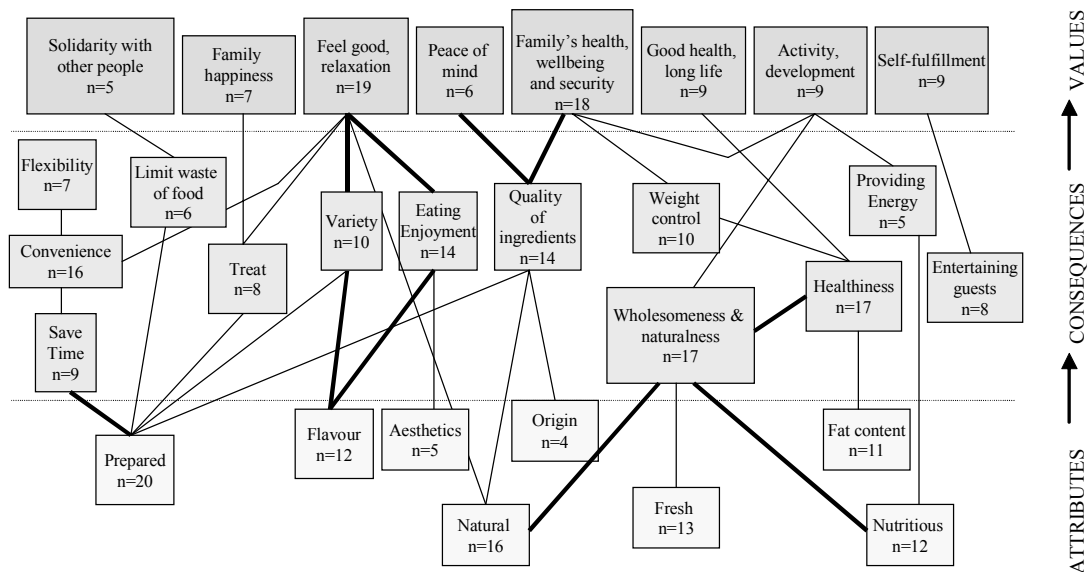 Solidarity with
other people
n=5
Family
happiness
n=7
Feel good,
relaxation
n=19
Peace of
mind
n=6
Family's health,
wellbeing
and security
n=18
Good health,
long life
n=9
Activity,
development
n=9
Self-fulfillment
n=9
VALUES
Flexibility
n=7
Limit waste
of food
n=6
Variety
n=10
Eating
Enjoyment
n=14
Quality
of
ingredients
n=14
Weight
control
n=10
Providing
Energy
n=5
Convenience
n=16
Treat
n=8
Wholesomeness &
naturalness
n=17
Healthiness
n=17
Entertaining
guests
n=8
CONSEQUENCES
Save
Time
n=9
Prepared
n=20
Flavour
n=12
Aesthetics
n=5
Origin
n=4
Fat content
n=11
Natural
n=16
Fresh
n=13
Nutritious
n=12
ATTRIBUTES